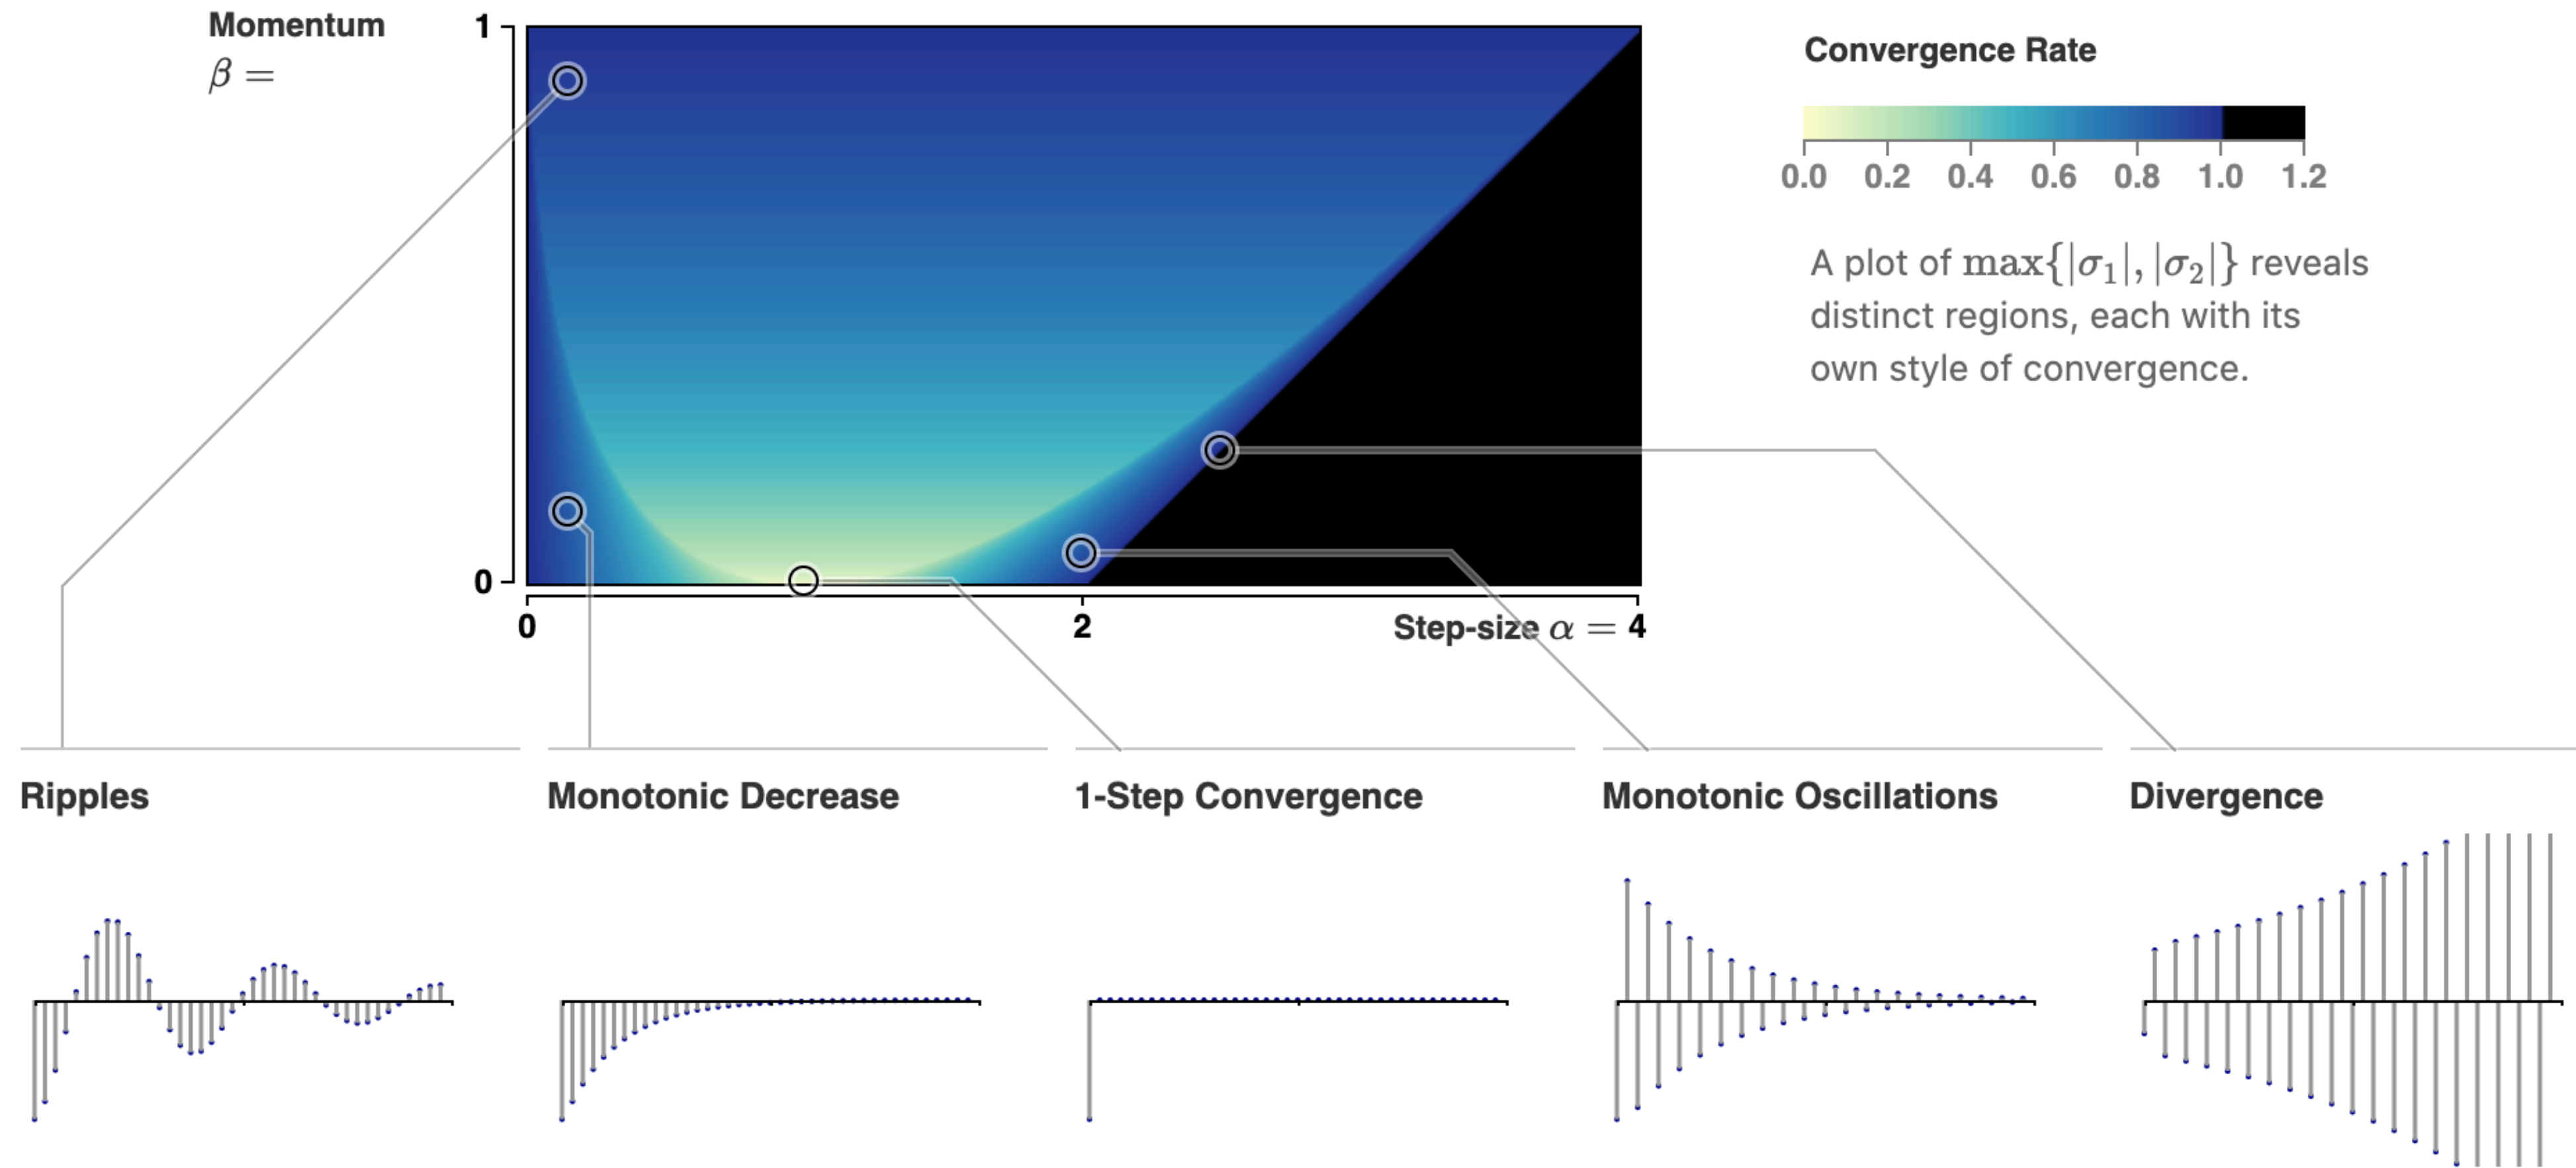 Momentum
β =
1
0
0
2
Step-size α = 4
Convergence Rate
0.0 0.2 0.4 0.6 0.8 1.0 1.2
A plot of max{|σ₁|, |σ₂|} reveals
distinct regions, each with its
own style of convergence.
Ripples
Monotonic Decrease
1-Step Convergence
Monotonic Oscillations
Divergence